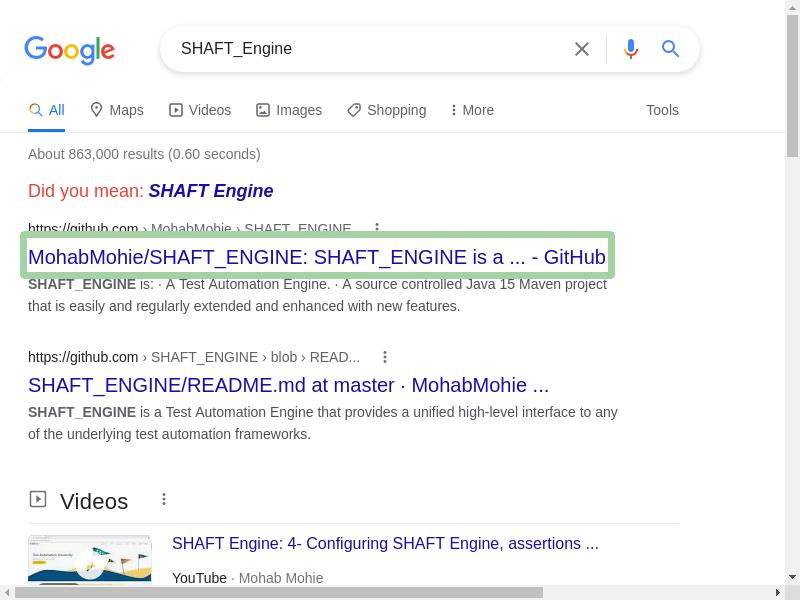 Google
SHAFT_Engine
All Maps Videos Images Shopping More Tools
About 863,000 results (0.60 seconds)
Did you mean: SHAFT Engine
https://github.com › MohabMohie › SHAFT_ENGINE
MohabMohie/SHAFT_ENGINE: SHAFT_ENGINE is a ... - GitHub
SHAFT_ENGINE is: · A Test Automation Engine. · A source controlled Java 15 Maven project
that is easily and regularly extended and enhanced with new features.
https://github.com › SHAFT_ENGINE › blob › READ...
SHAFT_ENGINE/README.md at master · MohabMohie ...
SHAFT_ENGINE is a Test Automation Engine that provides a unified high-level interface to any
of the underlying test automation frameworks.
Videos
SHAFT Engine: 4- Configuring SHAFT Engine, assertions ...
YouTube · Mohab Mohie